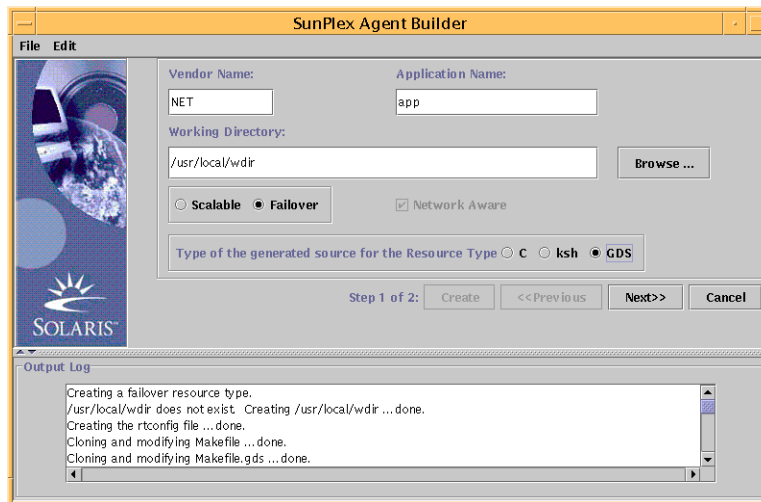 SunPlex Agent Builder
File Edit
Vendor Name: Application Name:
NET app
Working Directory:
/usr/local/wdir Browse ...
Scalable Failover Network Aware
Type of the generated source for the Resource Type C ksh GDS
Step 1 of 2: Create <<Previous Next>> Cancel
SOLARIS™
Output Log
Creating a failover resource type.
/usr/local/wdir does not exist. Creating /usr/local/wdir ...done.
Creating the rtconfig file ...done.
Cloning and modifying Makefile ...done.
Cloning and modifying Makefile.gds ...done.